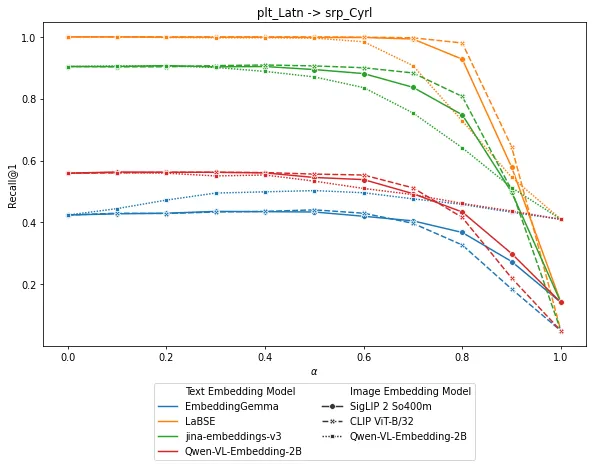 plt_Latn -> srp_Cyrl
Recall@1
1.0
0.8
0.6
0.4
0.2
0.0 0.2 0.4 0.6 0.8 1.0
α
Text Embedding Model
EmbeddingGemma
LaBSE
jina-embeddings-v3
Qwen-VL-Embedding-2B
Image Embedding Model
SigLIP 2 So400m
CLIP ViT-B/32
Qwen-VL-Embedding-2B